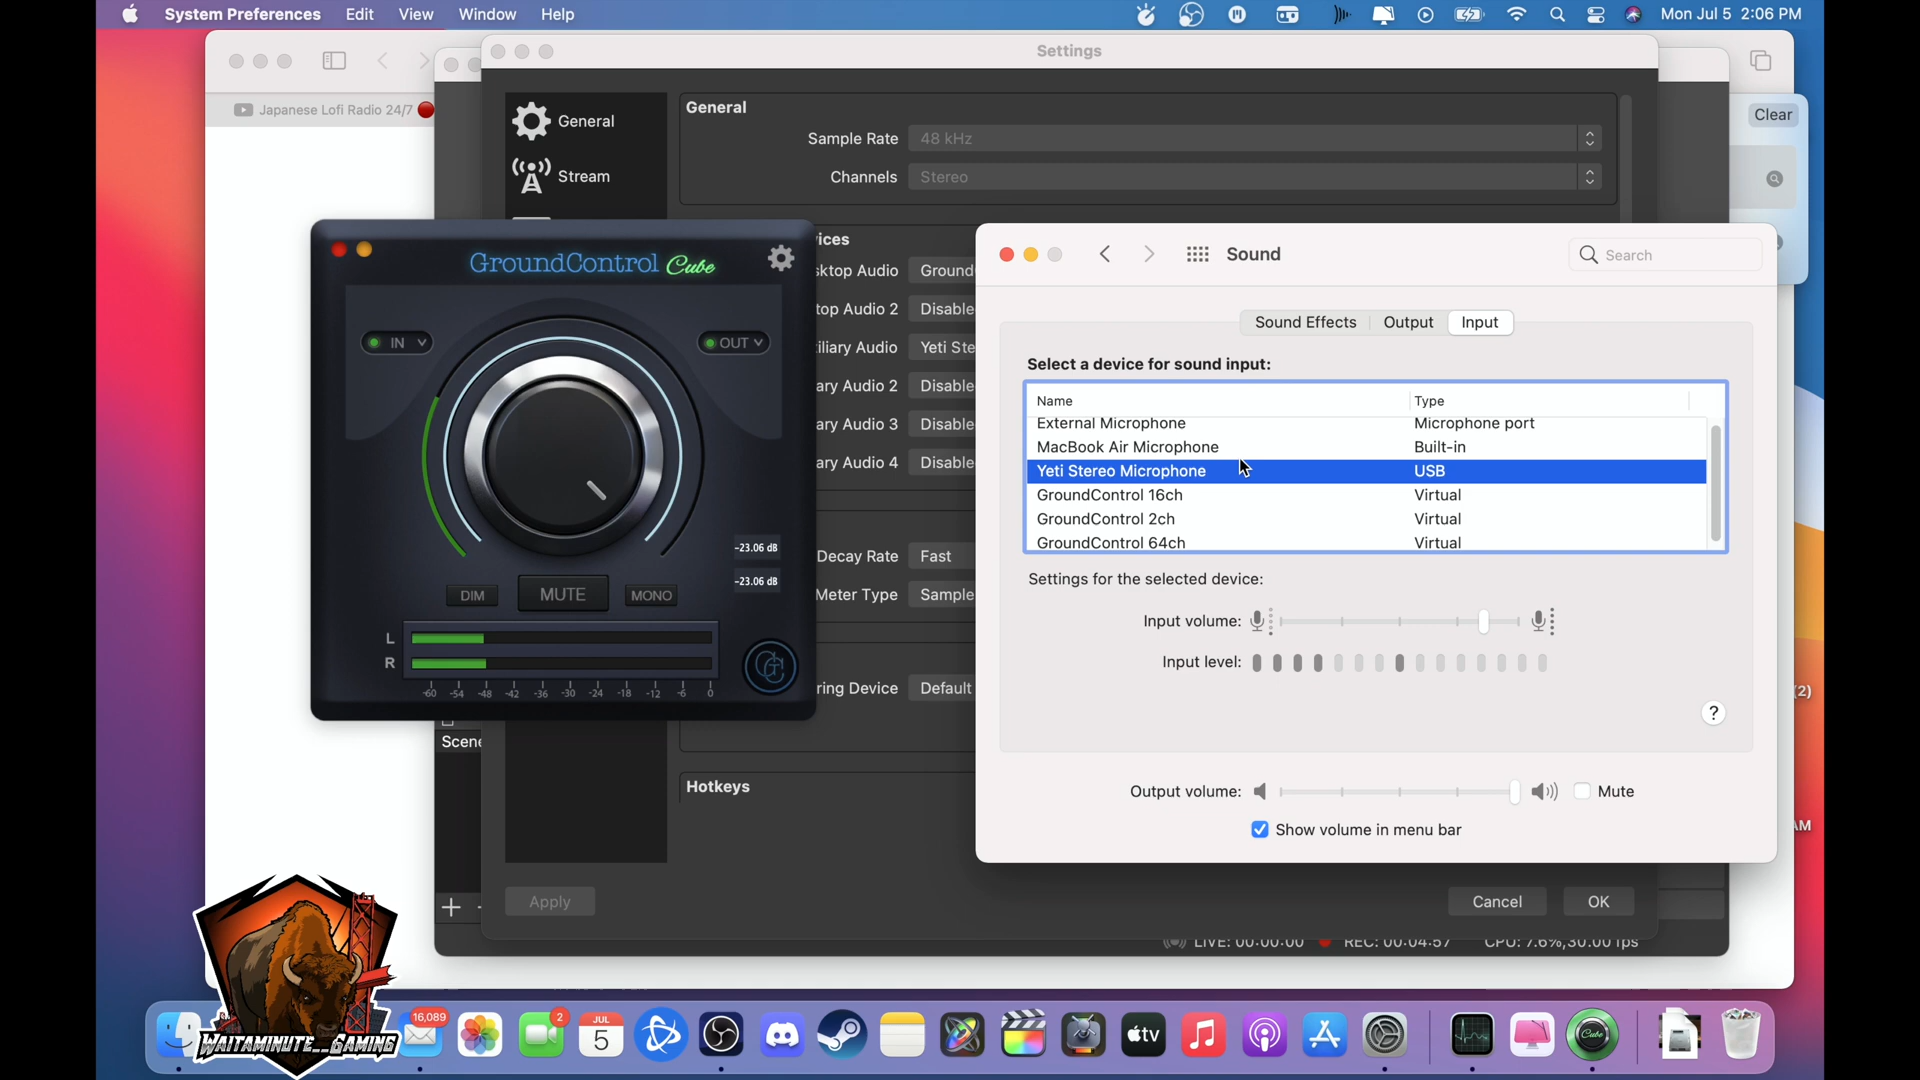 System Preferences Edit View Window Help Mon Jul 5 2:06 PM
Settings
Japanese Lofi Radio 24/7
General
Stream
General
Sample Rate 48 kHz
Channels Stereo
Clear
GroundControl Cube
IN
OUT
-23.06 dB
-23.06 dB
DIM
MUTE
MONO
L
R
-60 -54 -48 -42 -36 -30 -24 -18 -12 -6 0
GG
ices
ktop Audio Ground
top Audio 2 Disable
iliary Audio Yeti Ste
ary Audio 2 Disable
ary Audio 3 Disable
ary Audio 4 Disable
Decay Rate Fast
Meter Type Sample
ring Device Default
Hotkeys
Scene
Sound
Search
Sound Effects Output Input
Select a device for sound input:
Name Type
External Microphone Microphone port
MacBook Air Microphone Built-in
Yeti Stereo Microphone USB
GroundControl 16ch Virtual
GroundControl 2ch Virtual
GroundControl 64ch Virtual
Settings for the selected device:
Input volume:
Input level:
?
Output volume: Mute
Show volume in menu bar
(2)
AM
Apply
Cancel
OK
LIVE: 00:00:00 REC: 00:04:57 CPU: 7.6%,30.00 fps
16,089
2
JUL
5
tv
Cube
WAITAMINUTE__GAMING